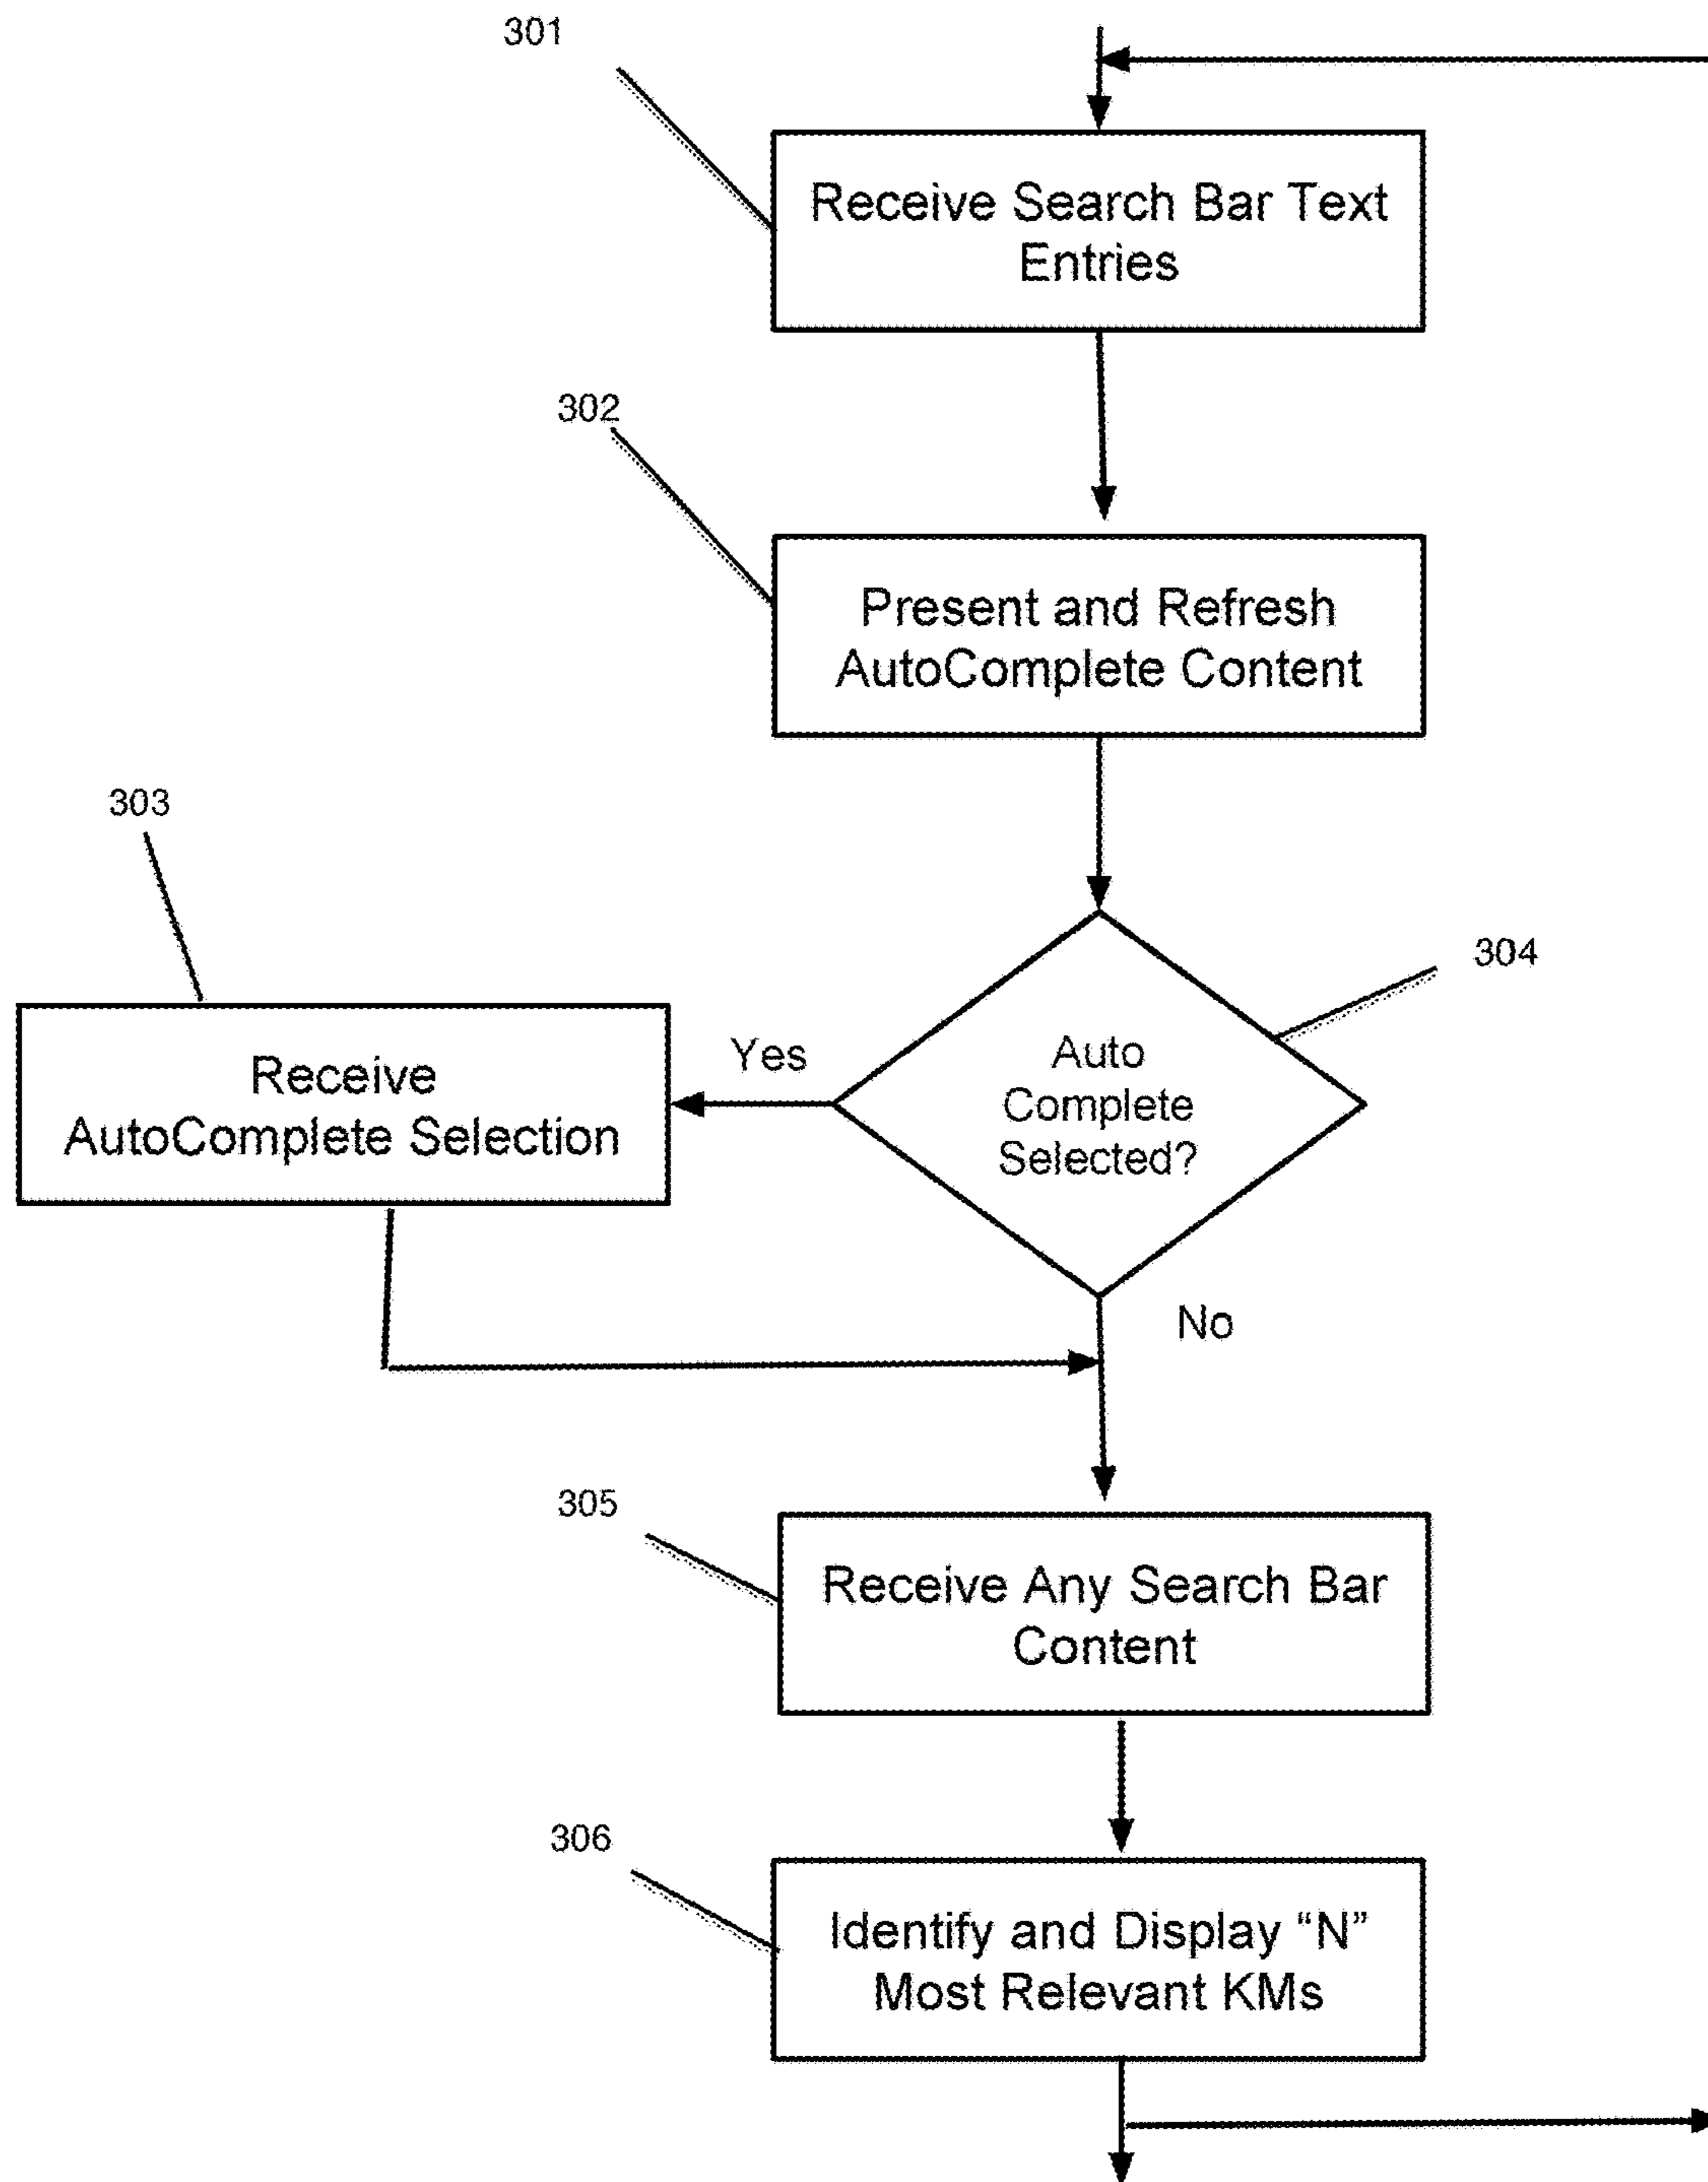 301
Receive Search Bar Text
Entries
302
Present and Refresh
AutoComplete Content
303
304
Receive
AutoComplete Selection
Yes
Auto
Complete
Selected?
No
305
Receive Any Search Bar
Content
306
Identify and Display “N”
Most Relevant KMs